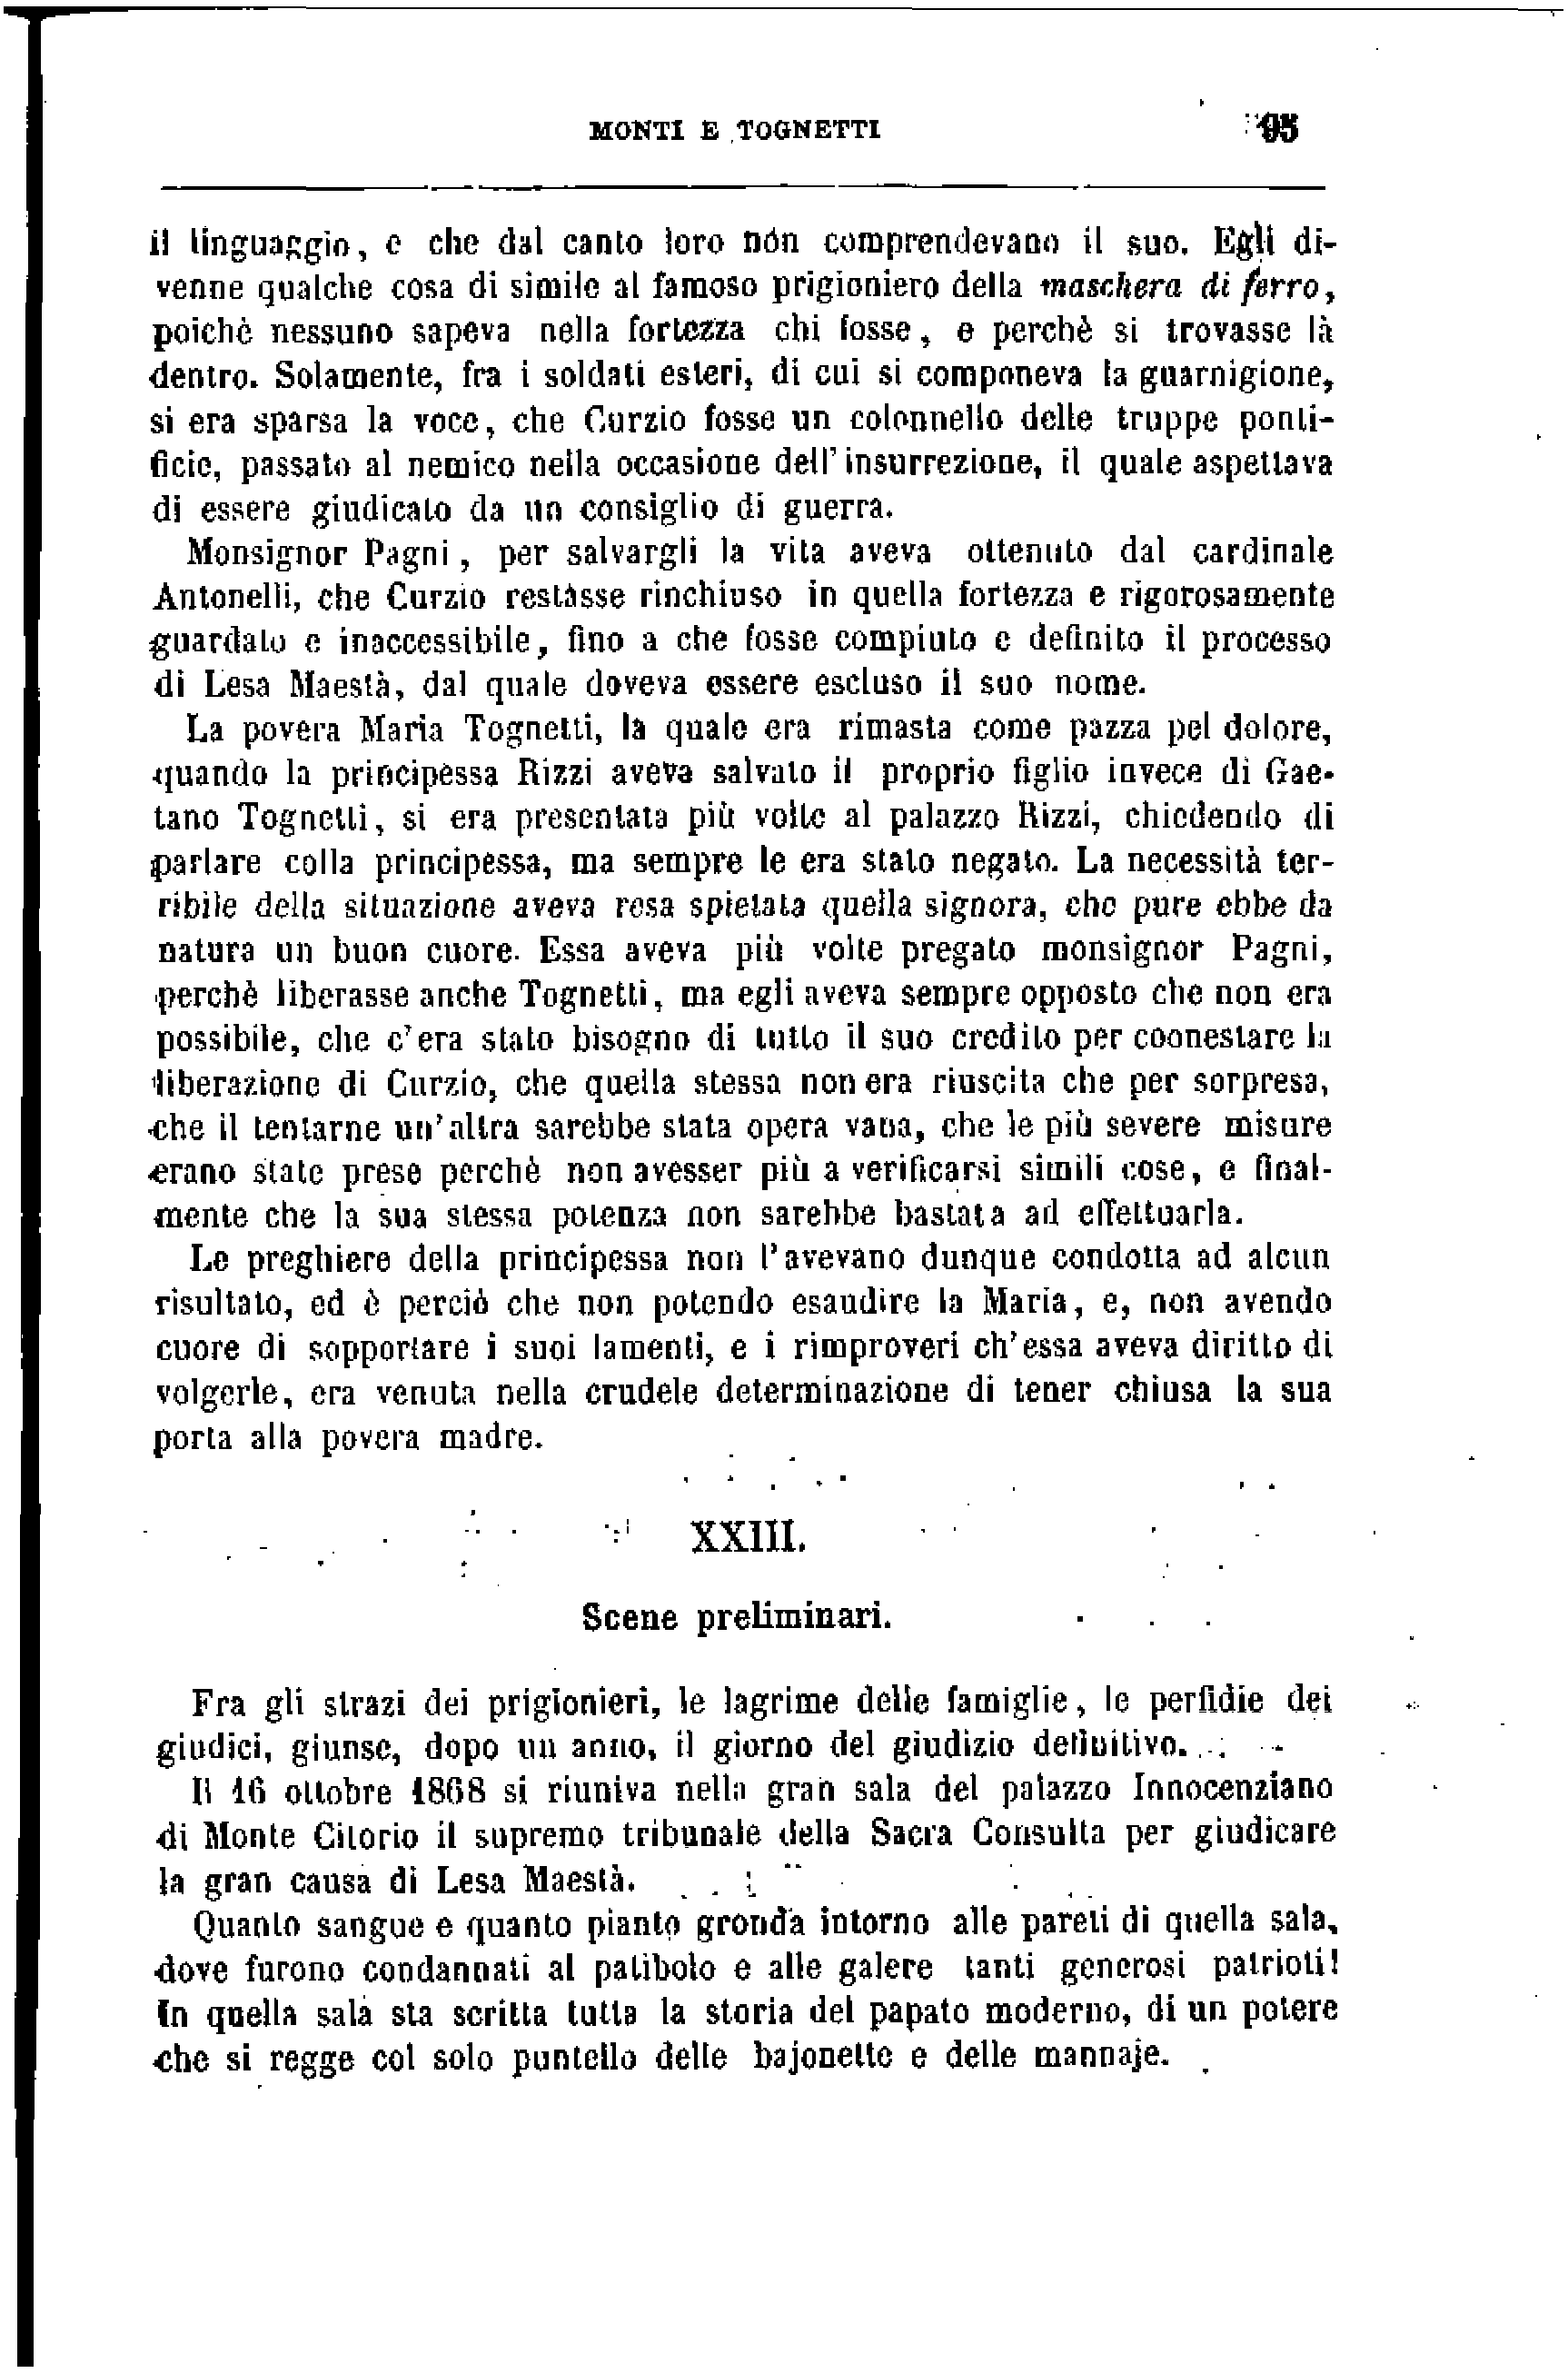 MONTI E TOGNETTI 95
il linguaggio, e che dal canto loro non comprendevano il suo. Egli di-
venne qualche cosa di simile al famoso prigioniero della maschera di ferro,
poichè nessuno sapeva nella fortezza chi fosse, e perchè si trovasse là
dentro. Solamente, fra i soldati esteri, di cui si componeva la guarnigione,
si era sparsa la voce, che Curzio fosse un colonnello delle truppe ponti-
ficie, passato al nemico nella occasione dell'insurrezione, il quale aspettava
di essere giudicato da un consiglio di guerra.
Monsignor Pagni, per salvargli la vita aveva ottenuto dal cardinale
Antonelli, che Curzio restasse rinchiuso in quella fortezza e rigorosamente
guardato e inaccessibile, fino a che fosse compiuto e definito il processo
di Lesa Maestà, dal quale doveva essere escluso il suo nome.
La povera Maria Tognetti, la quale era rimasta come pazza pel dolore,
quando la principessa Rizzi aveva salvato il proprio figlio invece di Gae-
tano Tognetti, si era presentata più volte al palazzo Rizzi, chiedendo di
parlare colla principessa, ma sempre le era stato negato. La necessità ter-
ribile della situazione aveva resa spietata quella signora, che pure ebbe da
natura un buon cuore. Essa aveva più volte pregato monsignor Pagni,
perchè liberasse anche Tognetti, ma egli aveva sempre opposto che non era
possibile, che c'era stato bisogno di tutto il suo credito per coonestare la
liberazione di Curzio, che quella stessa non era riuscita che per sorpresa,
che il tentarne un'altra sarebbe stata opera vana, che le più severe misure
erano state prese perchè non avesser più a verificarsi simili cose, e final-
mente che la sua stessa potenza non sarebbe bastata ad effettuarla.
Le preghiere della principessa non l'avevano dunque condotta ad alcun
risultato, ed è perciò che non potendo esaudire la Maria, e, non avendo
cuore di sopportare i suoi lamenti, e i rimproveri ch'essa aveva diritto di
volgerle, era venuta nella crudele determinazione di tener chiusa la sua
porta alla povera madre.
XXIII.
Scene preliminari.
Fra gli strazi dei prigionieri, le lagrime delle famiglie, le perfidie dei
giudici, giunse, dopo un anno, il giorno del giudizio definitivo.
Il 16 ottobre 1868 si riuniva nella gran sala del palazzo Innocenziano
di Monte Citorio il supremo tribunale della Sacra Consulta per giudicare
la gran causa di Lesa Maestà.
Quanto sangue e quanto pianto gronda intorno alle pareti di quella sala,
dove furono condannati al patibolo e alle galere tanti generosi patrioti!
In quella sala sta scritta tutta la storia del papato moderno, di un potere
che si regge col solo puntello delle bajonette e delle mannaje.